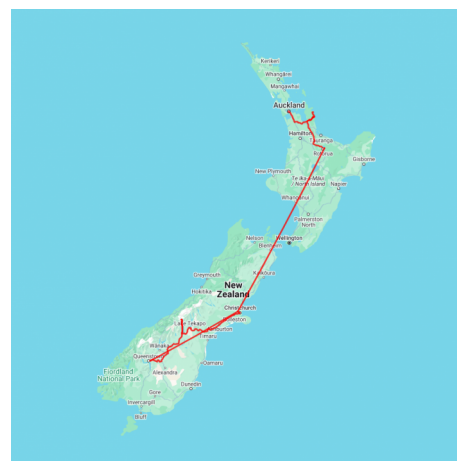 Kerikeri
Whangārei
Mangawhai
Auckland
Hamilton
Tauranga
Rotorua
Gisborne
New Plymouth
Te Ika-a-Māui
North Island
Napier
Whanganui
Palmerston
North
Nelson
Wellington
Blenheim
Greymouth
Kaikōura
New
Zealand
Hokitika
Christchurch
Lake Tekapo
Rolleston
Ashburton
Timaru
Wānaka
Queenstown
Oamaru
Fiordland
National Park
Alexandra
Dunedin
Gore
Invercargill
Bluff